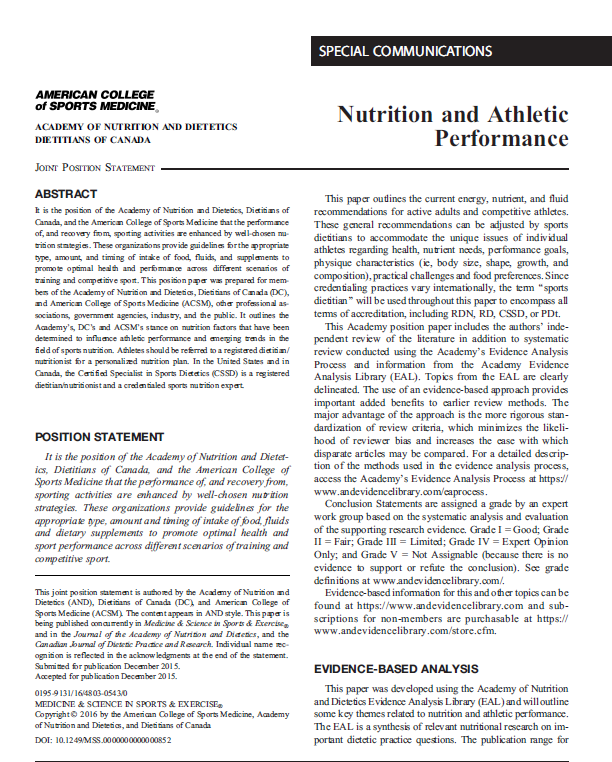 SPECIAL COMMUNICATIONS
AMERICAN COLLEGE
of SPORTS MEDICINE®
ACADEMY OF NUTRITION AND DIETETICS
DIETITIANS OF CANADA
Nutrition and Athletic
Performance
JOINT POSITION STATEMENT
ABSTRACT
It is the position of the Academy of Nutrition and Dietetics, Dietitians of
Canada, and the American College of Sports Medicine that the performance
of, and recovery from, sporting activities are enhanced by well-chosen nu-
trition strategies. These organizations provide guidelines for the appropriate
type, amount, and timing of intake of food, fluids, and supplements to
promote optimal health and performance across different scenarios of
training and competitive sport. This position paper was prepared for mem-
bers of the Academy of Nutrition and Dietetics, Dietitians of Canada (DC),
and American College of Sports Medicine (ACSM), other professional as-
sociations, government agencies, industry, and the public. It outlines the
Academy's, DC's and ACSM's stance on nutrition factors that have been
determined to influence athletic performance and emerging trends in the
field of sports nutrition. Athletes should be referred to a registered dietitian/
nutritionist for a personalized nutrition plan. In the United States and in
Canada, the Certified Specialist in Sports Dietetics (CSSD) is a registered
dietitian/nutritionist and a credentialed sports nutrition expert.
POSITION STATEMENT
It is the position of the Academy of Nutrition and Dietet-
ics, Dietitians of Canada, and the American College of
Sports Medicine that the performance of, and recovery from,
sporting activities are enhanced by well-chosen nutrition
strategies. These organizations provide guidelines for the
appropriate type, amount and timing of intake of food, fluids
and dietary supplements to promote optimal health and
sport performance across different scenarios of training and
competitive sport.
This joint position statement is authored by the Academy of Nutrition and
Dietetics (AND), Dietitians of Canada (DC), and American College of
Sports Medicine (ACSM). The content appears in AND style. This paper is
being published concurrently in Medicine & Science in Sports & Exercise®
and in the Journal of the Academy of Nutrition and Dietetics, and the
Canadian Journal of Dietetic Practice and Research. Individual name rec-
ognition is reflected in the acknowledgments at the end of the statement.
Submitted for publication December 2015.
Accepted for publication December 2015.
0195-9131/16/4803-0543/0
MEDICINE & SCIENCE IN SPORTS & EXERCISE®
Copyright © 2016 by the American College of Sports Medicine, Academy
of Nutrition and Dietetics, and Dietitians of Canada
DOI: 10.1249/MSS.0000000000000852
This paper outlines the current energy, nutrient, and fluid
recommendations for active adults and competitive athletes.
These general recommendations can be adjusted by sports
dietitians to accommodate the unique issues of individual
athletes regarding health, nutrient needs, performance goals,
physique characteristics (ie, body size, shape, growth, and
composition), practical challenges and food preferences. Since
credentialing practices vary internationally, the term "sports
dietitian" will be used throughout this paper to encompass all
terms of accreditation, including RDN, RD, CSSD, or PDt.
This Academy position paper includes the authors' inde-
pendent review of the literature in addition to systematic
review conducted using the Academy's Evidence Analysis
Process and information from the Academy Evidence
Analysis Library (EAL). Topics from the EAL are clearly
delineated. The use of an evidence-based approach provides
important added benefits to earlier review methods. The
major advantage of the approach is the more rigorous stan-
dardization of review criteria, which minimizes the likeli-
hood of reviewer bias and increases the ease with which
disparate articles may be compared. For a detailed descrip-
tion of the methods used in the evidence analysis process,
access the Academy's Evidence Analysis Process at https://
www.andevidencelibrary.com/eaprocess.
Conclusion Statements are assigned a grade by an expert
work group based on the systematic analysis and evaluation
of the supporting research evidence. Grade I = Good; Grade
II = Fair; Grade III = Limited; Grade IV = Expert Opinion
Only; and Grade V = Not Assignable (because there is no
evidence to support or refute the conclusion). See grade
definitions at www.andevidencelibrary.com/.
Evidence-based information for this and other topics can be
found at https://www.andevidencelibrary.com and sub-
scriptions for non-members are purchasable at https://
www.andevidencelibrary.com/store.cfm.
EVIDENCE-BASED ANALYSIS
This paper was developed using the Academy of Nutrition
and Dietetics Evidence Analysis Library (EAL) and will outline
some key themes related to nutrition and athletic performance.
The EAL is a synthesis of relevant nutritional research on im-
portant dietetic practice questions. The publication range for